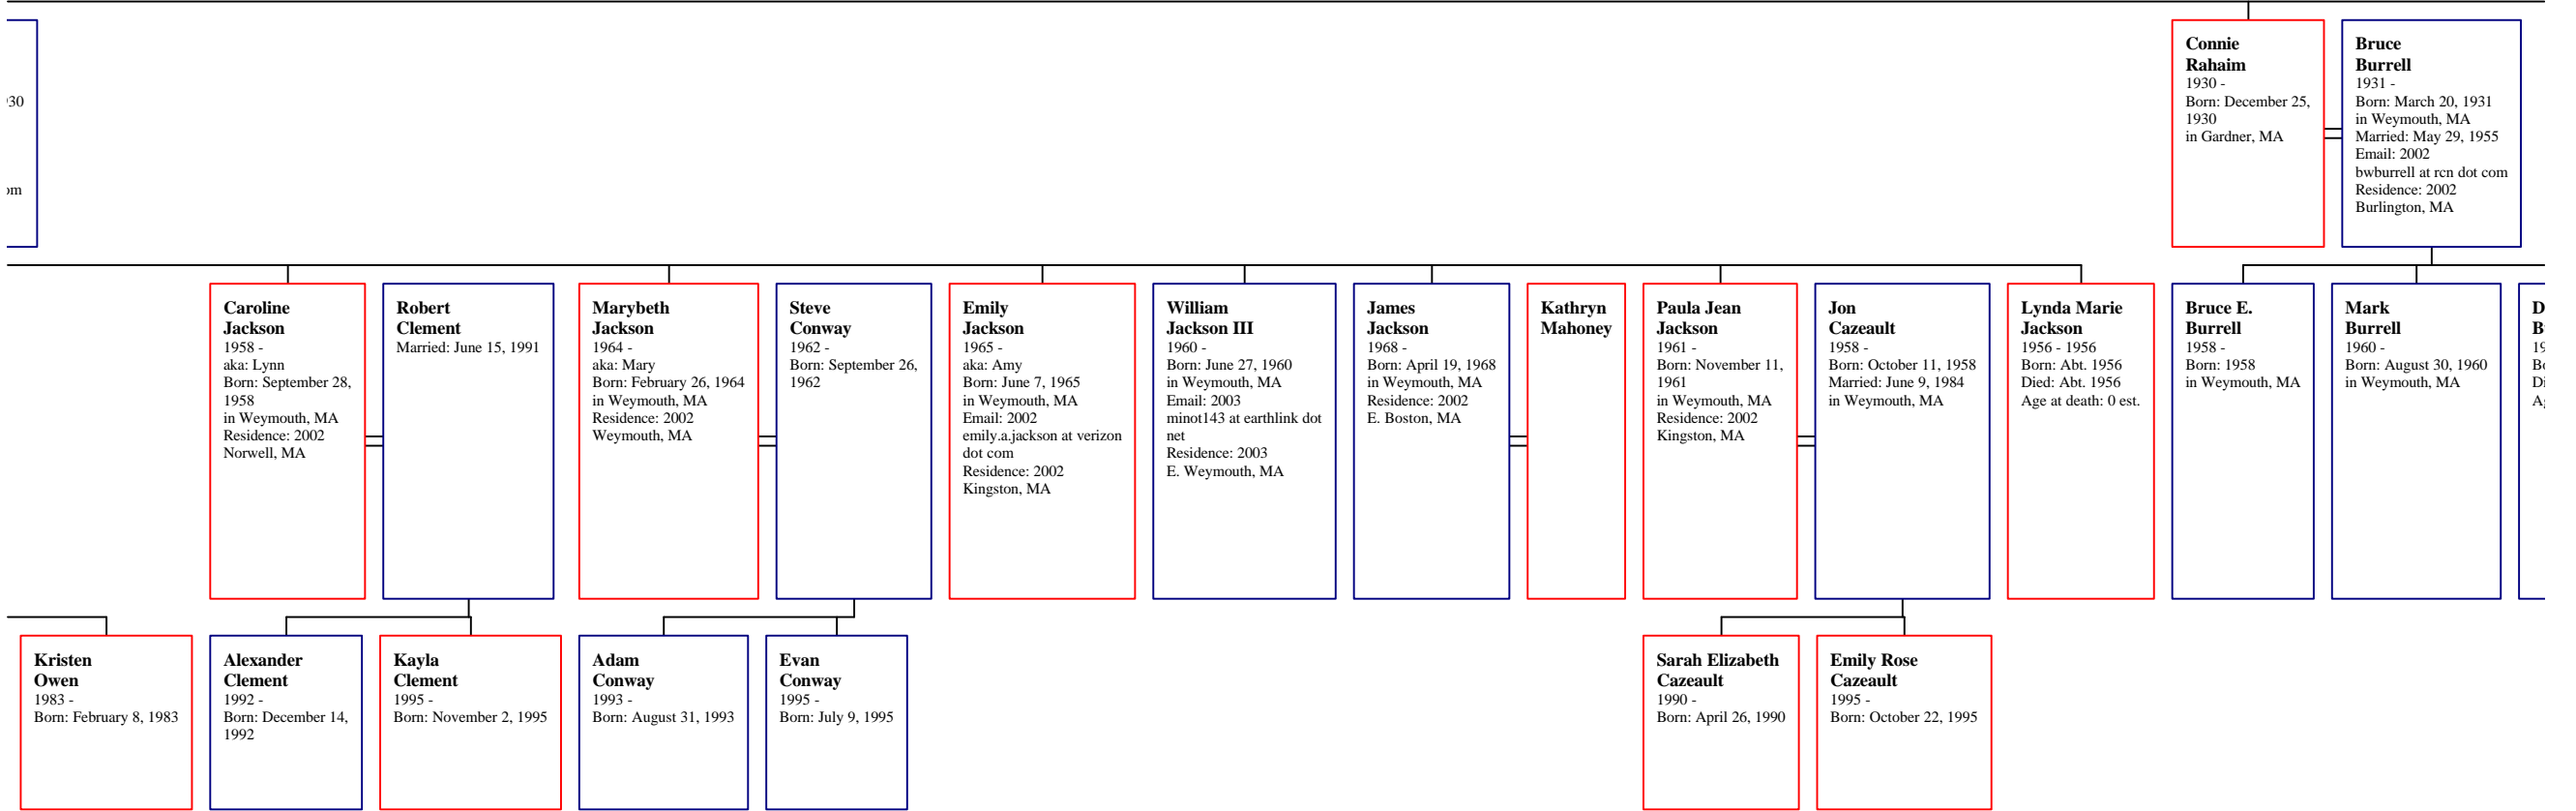 Connie
Rahaim
1930 -
Born: December 25,
1930
in Gardner, MA
Bruce
Burrell
1931 -
Born: March 20, 1931
in Weymouth, MA
Married: May 29, 1955
Email: 2002
bwburrell at rcn dot com
Residence: 2002
Burlington, MA
Caroline
Jackson
1958 -
aka: Lynn
Born: September 28,
1958
in Weymouth, MA
Residence: 2002
Norwell, MA
Robert
Clement
Married: June 15, 1991
Marybeth
Jackson
1964 -
aka: Mary
Born: February 26, 1964
in Weymouth, MA
Residence: 2002
Weymouth, MA
Steve
Conway
1962 -
Born: September 26,
1962
Emily
Jackson
1965 -
aka: Amy
Born: June 7, 1965
in Weymouth, MA
Email: 2002
emily.a.jackson at verizon
dot com
Residence: 2002
Kingston, MA
William
Jackson III
1960 -
Born: June 27, 1960
in Weymouth, MA
Email: 2003
minot143 at earthlink dot
net
Residence: 2003
E. Weymouth, MA
James
Jackson
1968 -
Born: April 19, 1968
in Weymouth, MA
Residence: 2002
E. Boston, MA
Kathryn
Mahoney
Paula Jean
Jackson
1961 -
Born: November 11,
1961
in Weymouth, MA
Residence: 2002
Kingston, MA
Jon
Cazeault
1958 -
Born: October 11, 1958
Married: June 9, 1984
in Weymouth, MA
Lynda Marie
Jackson
1956 - 1956
Born: Abt. 1956
Died: Abt. 1956
Age at death: 0 est.
Bruce E.
Burrell
1958 -
Born: 1958
in Weymouth, MA
Mark
Burrell
1960 -
Born: August 30, 1960
in Weymouth, MA
Kristen
Owen
1983 -
Born: February 8, 1983
Alexander
Clement
1992 -
Born: December 14,
1992
Kayla
Clement
1995 -
Born: November 2, 1995
Adam
Conway
1993 -
Born: August 31, 1993
Evan
Conway
1995 -
Born: July 9, 1995
Sarah Elizabeth
Cazeault
1990 -
Born: April 26, 1990
Emily Rose
Cazeault
1995 -
Born: October 22, 1995